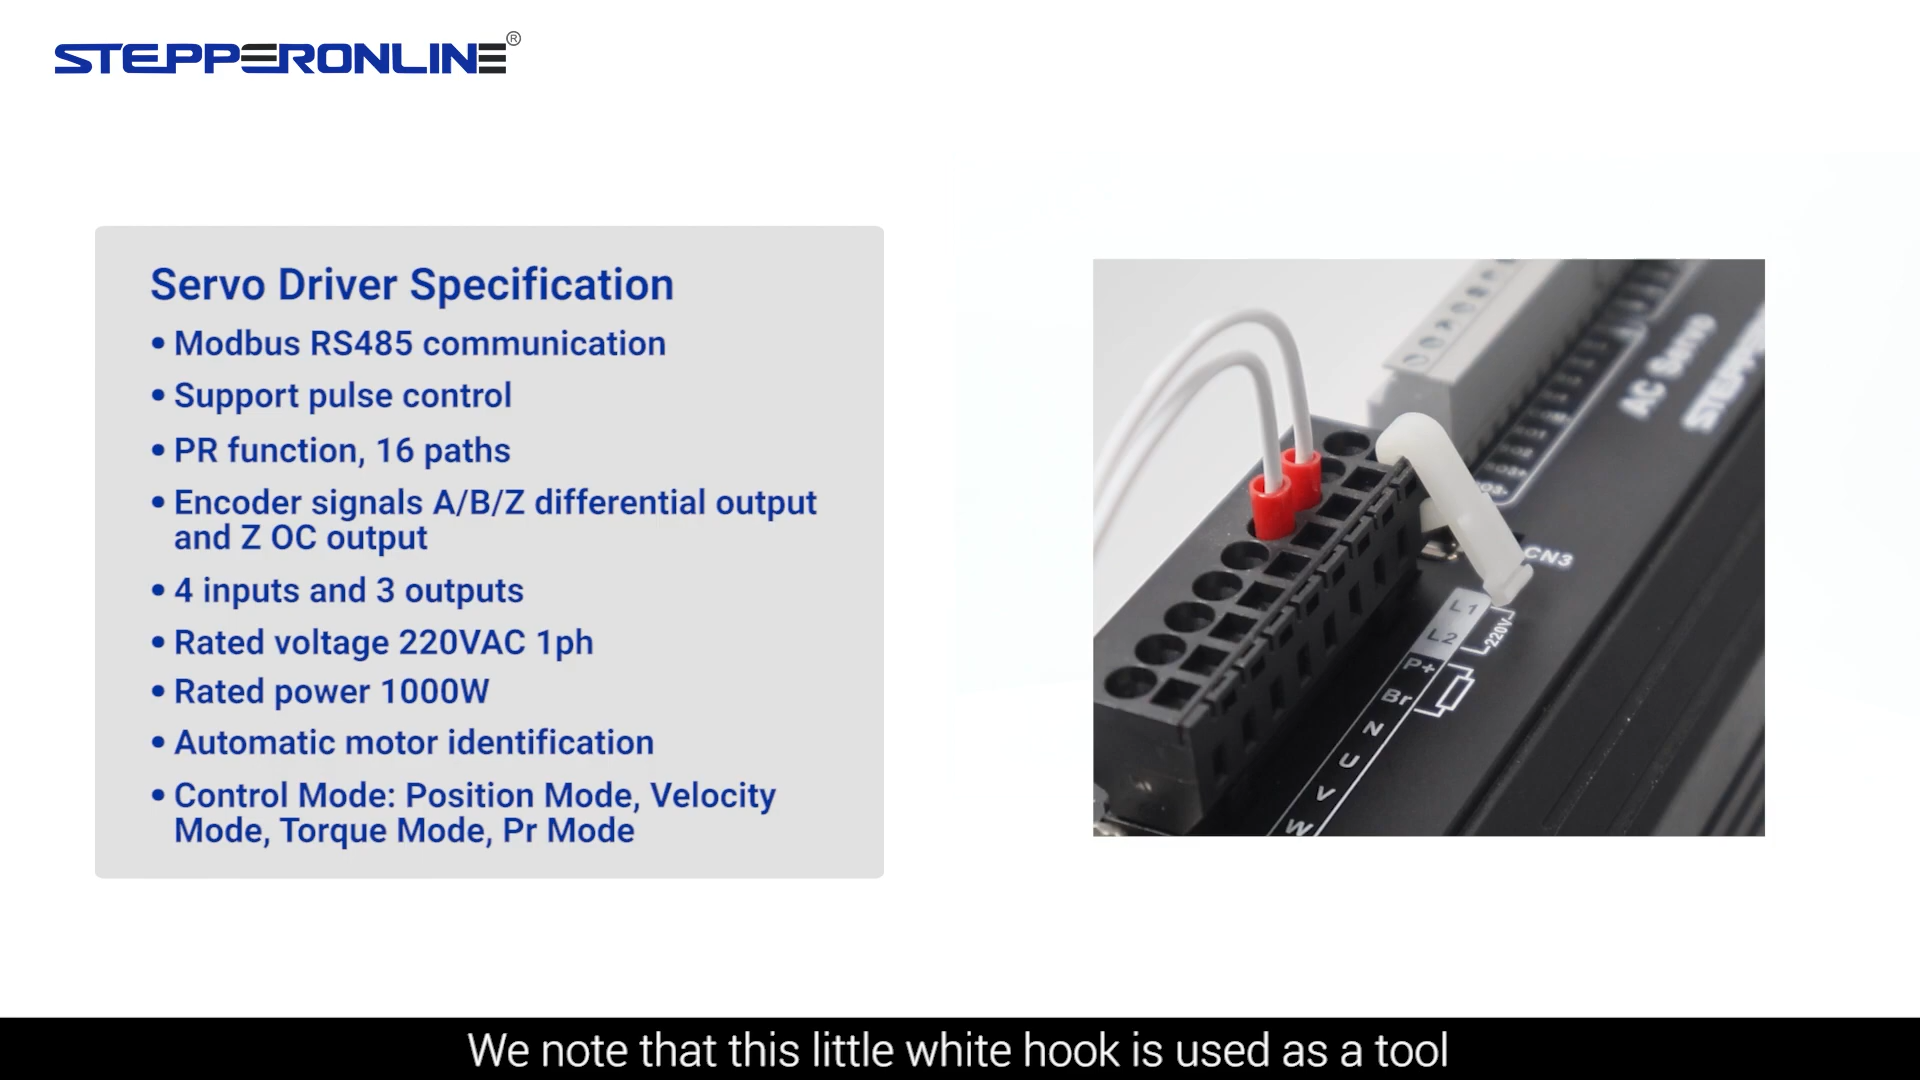 STEPPERONLINE®
Servo Driver Specification
• Modbus RS485 communication
• Support pulse control
• PR function, 16 paths
• Encoder signals A/B/Z differential output
and Z OC output
• 4 inputs and 3 outputs
• Rated voltage 220VAC 1ph
• Rated power 1000W
• Automatic motor identification
• Control Mode: Position Mode, Velocity
Mode, Torque Mode, Pr Mode
AC Servo
CN3
L1
L2
220V
P+
Br
N
U
V
W
We note that this little white hook is used as a tool